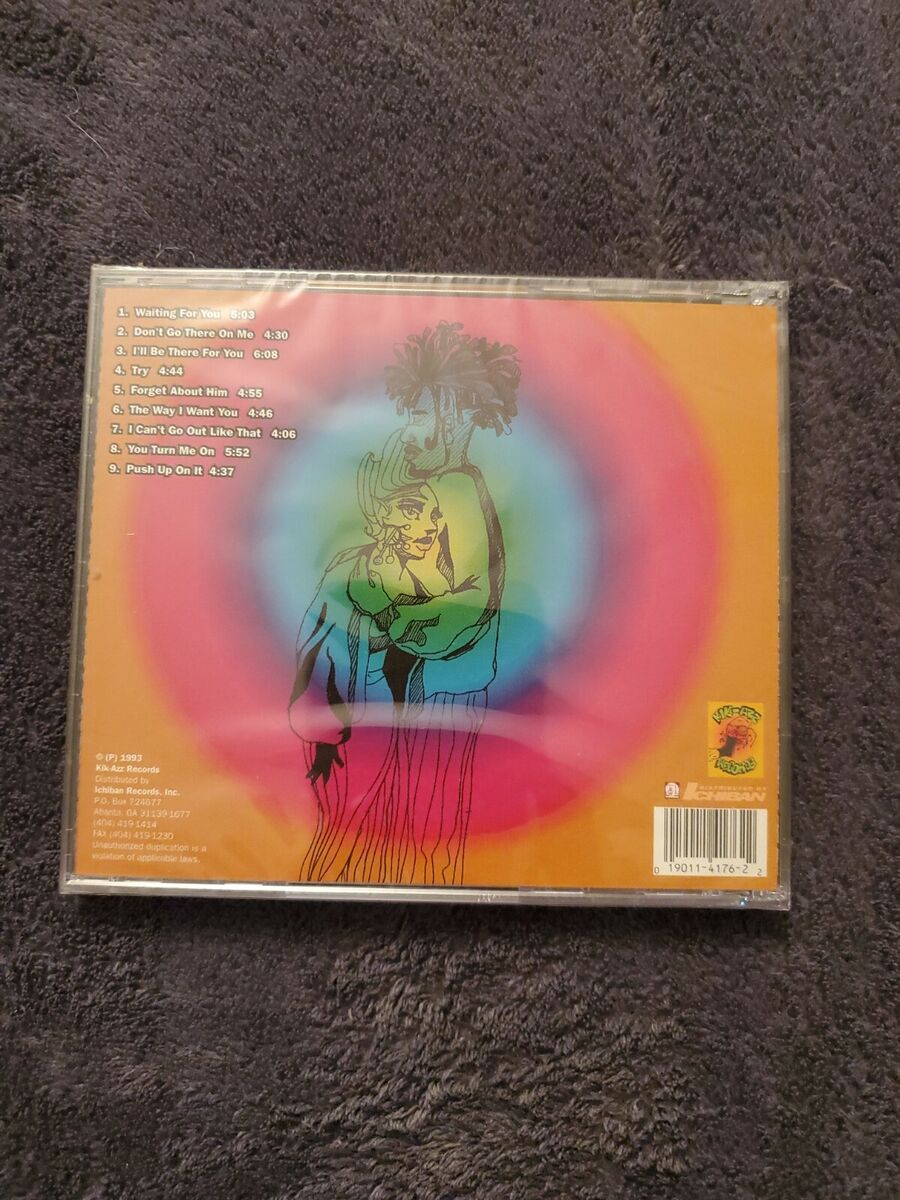 1. Waiting For You 5:03
2. Don't Go There On Me 4:30
3. I'll Be There For You 6:08
4. Try 4:44
5. Forget About Him 4:55
6. The Way I Want You 4:46
7. I Can't Go Out Like That 4:06
8. You Turn Me On 5:52
9. Push Up On It 4:37
© (P) 1993
Kik-Azz Records
Distributed by
Ichiban Records, Inc.
P.O. Box 724677
Atlanta, GA 31139-1677
(404) 419-1414
FAX (404) 419-1230
Unauthorized duplication is a
violation of applicable laws.
KIK-AZZ
RECORDS
DISTRIBUTED BY
ICHIBAN
0 19011-4176-2 2